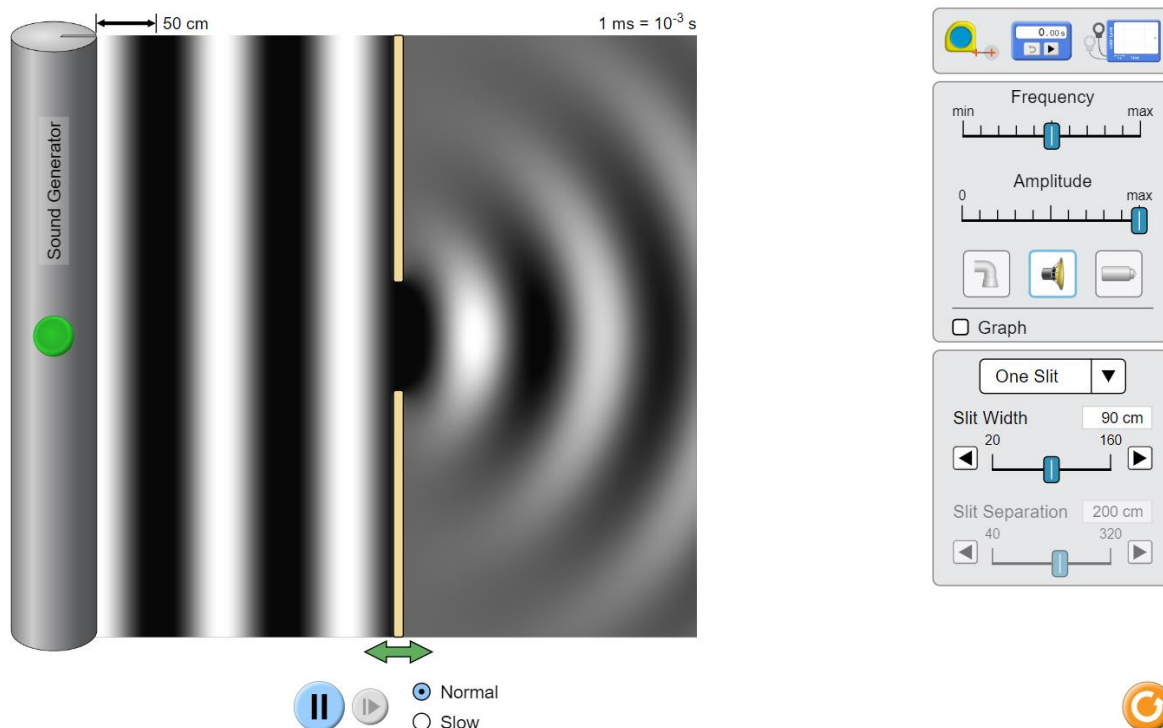 50 cm
1 ms = 10⁻³ s
Sound Generator
0.00 s
Frequency
min max
Amplitude
0 max
Graph
One Slit
Slit Width 90 cm
20 160
Slit Separation 200 cm
40 320
Normal
Slow